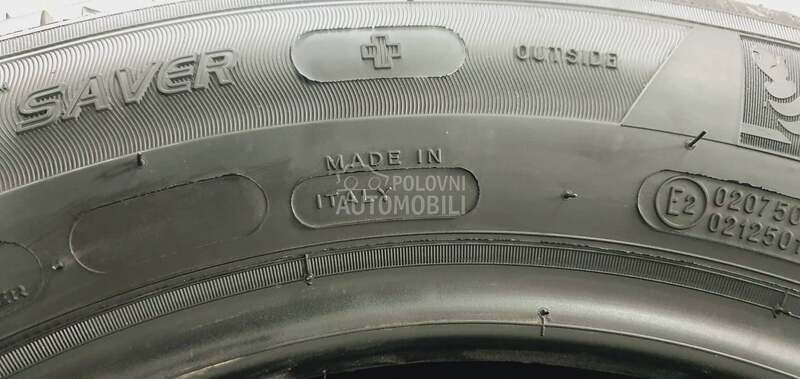 SAVER
OUTSIDE
MADE IN
ITALY
POLOVNI
AUTOMOBILI
E2
020750
021250